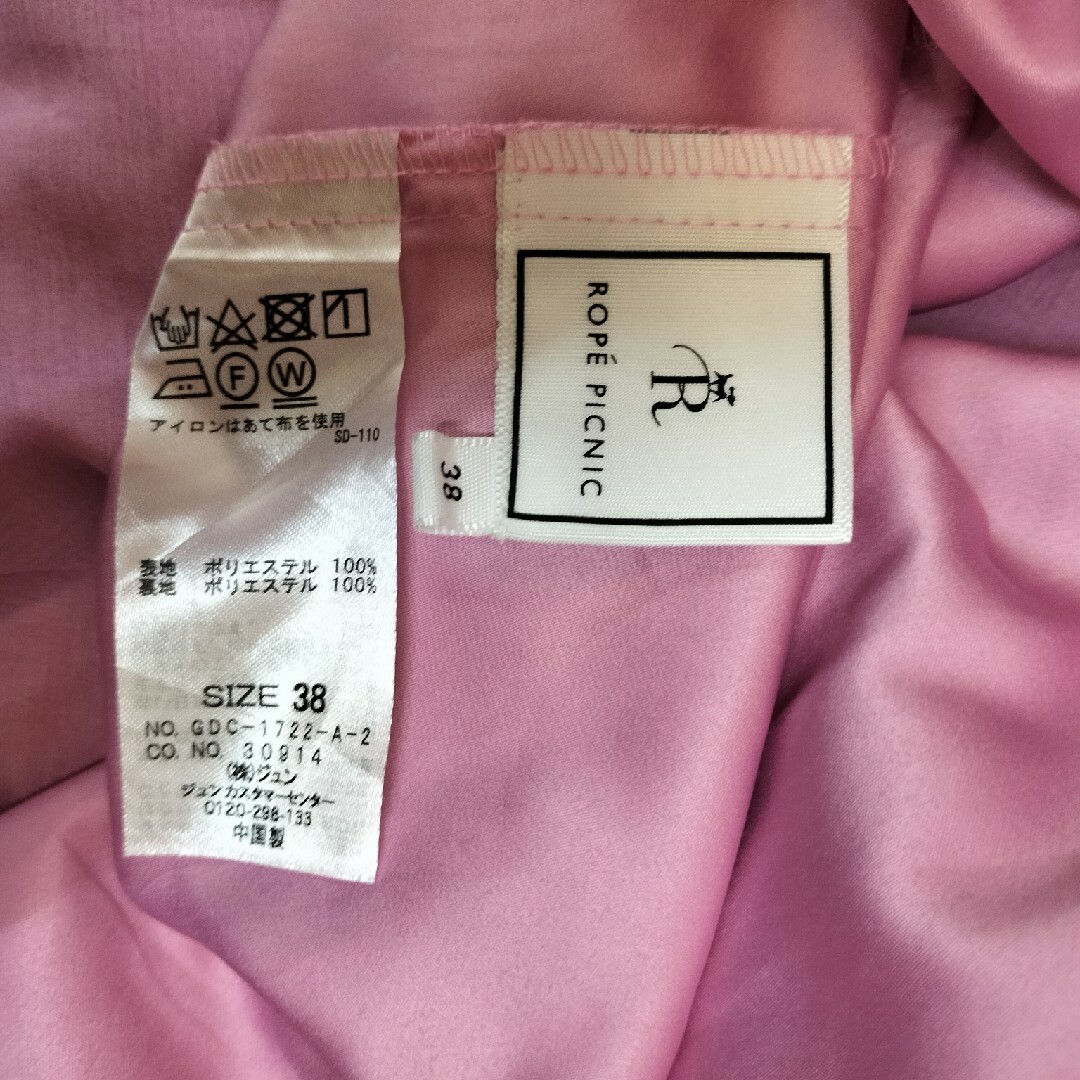 F W
アイロンはあて布を使用
SD-110
表地 ポリエステル 100%
裏地 ポリエステル 100%
SIZE 38
NO. GDC-1722-A-2
CO. NO. 30914
(株)ジュン
ジュンカスタマーセンター
0120-298-133
中国製
38
R
ROPÉ PICNIC